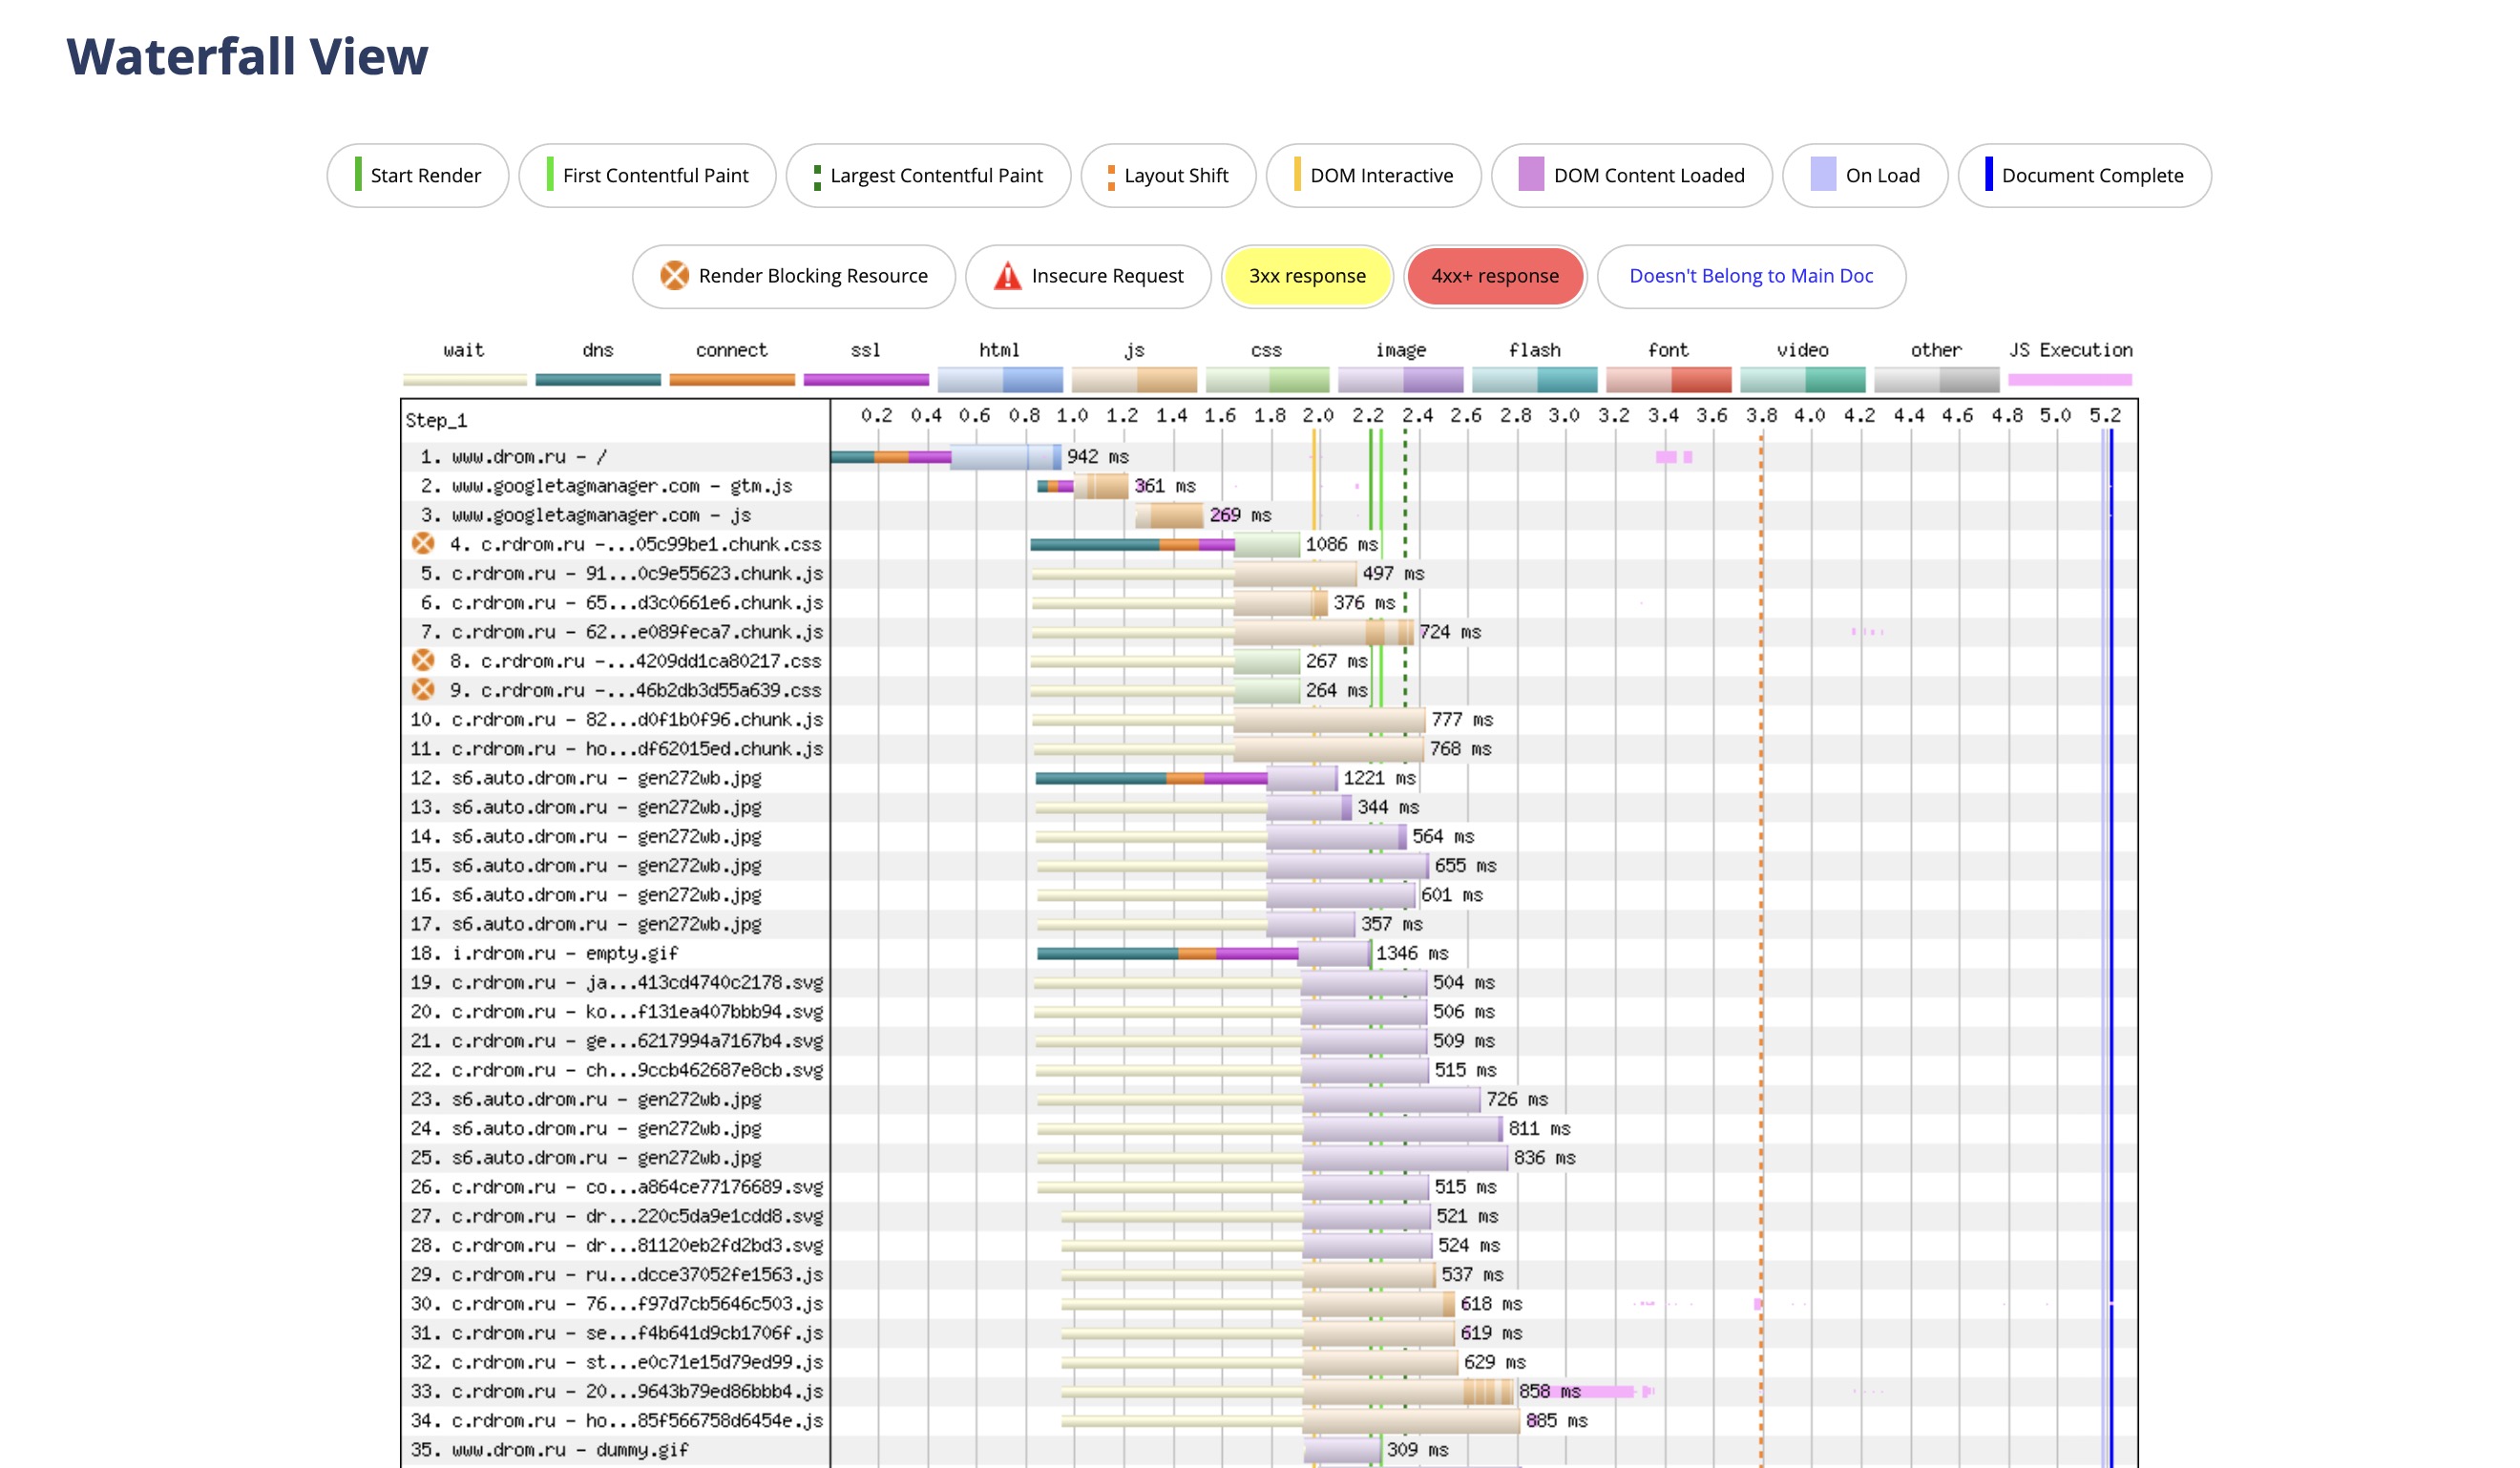 Waterfall View
Start Render First Contentful Paint Largest Contentful Paint Layout Shift DOM Interactive DOM Content Loaded On Load Document Complete
Render Blocking Resource Insecure Request 3xx response 4xx+ response Doesn't Belong to Main Doc
wait dns connect ssl html js css image flash font video other JS Execution
Step_1 0.2 0.4 0.6 0.8 1.0 1.2 1.4 1.6 1.8 2.0 2.2 2.4 2.6 2.8 3.0 3.2 3.4 3.6 3.8 4.0 4.2 4.4 4.6 4.8 5.0 5.2
1. www.drom.ru - / 942 ms
2. www.googletagmanager.com - gtm.js 361 ms
3. www.googletagmanager.com - js 269 ms
4. c.rdrom.ru -...05c99be1.chunk.css 1086 ms
5. c.rdrom.ru - 91...0c9e55623.chunk.js 497 ms
6. c.rdrom.ru - 65...d3c0661e6.chunk.js 376 ms
7. c.rdrom.ru - 62...e089feca7.chunk.js 724 ms
8. c.rdrom.ru -...4209dd1ca80217.css 267 ms
9. c.rdrom.ru -...46b2db3d55a639.css 264 ms
10. c.rdrom.ru - 82...d0f1b0f96.chunk.js 777 ms
11. c.rdrom.ru - ho...df62015ed.chunk.js 768 ms
12. s6.auto.drom.ru - gen272wb.jpg 1221 ms
13. s6.auto.drom.ru - gen272wb.jpg 344 ms
14. s6.auto.drom.ru - gen272wb.jpg 564 ms
15. s6.auto.drom.ru - gen272wb.jpg 655 ms
16. s6.auto.drom.ru - gen272wb.jpg 601 ms
17. s6.auto.drom.ru - gen272wb.jpg 357 ms
18. i.rdrom.ru - empty.gif 1346 ms
19. c.rdrom.ru - ja...413cd4740c2178.svg 504 ms
20. c.rdrom.ru - ko...f131ea407bbb94.svg 506 ms
21. c.rdrom.ru - ge...6217994a7167b4.svg 509 ms
22. c.rdrom.ru - ch...9ccb462687e8cb.svg 515 ms
23. s6.auto.drom.ru - gen272wb.jpg 726 ms
24. s6.auto.drom.ru - gen272wb.jpg 811 ms
25. s6.auto.drom.ru - gen272wb.jpg 836 ms
26. c.rdrom.ru - co...a864ce77176689.svg 515 ms
27. c.rdrom.ru - dr...220c5da9e1cdd8.svg 521 ms
28. c.rdrom.ru - dr...81120eb2fd2bd3.svg 524 ms
29. c.rdrom.ru - ru...dcce37052fe1563.js 537 ms
30. c.rdrom.ru - 76...f97d7cb5646c503.js 618 ms
31. c.rdrom.ru - se...f4b641d9cb1706f.js 619 ms
32. c.rdrom.ru - st...e0c71e15d79ed99.js 629 ms
33. c.rdrom.ru - 20...9643b79ed86bbb4.js 858 ms
34. c.rdrom.ru - ho...85f566758d6454e.js 885 ms
35. www.drom.ru - dummy.gif 309 ms